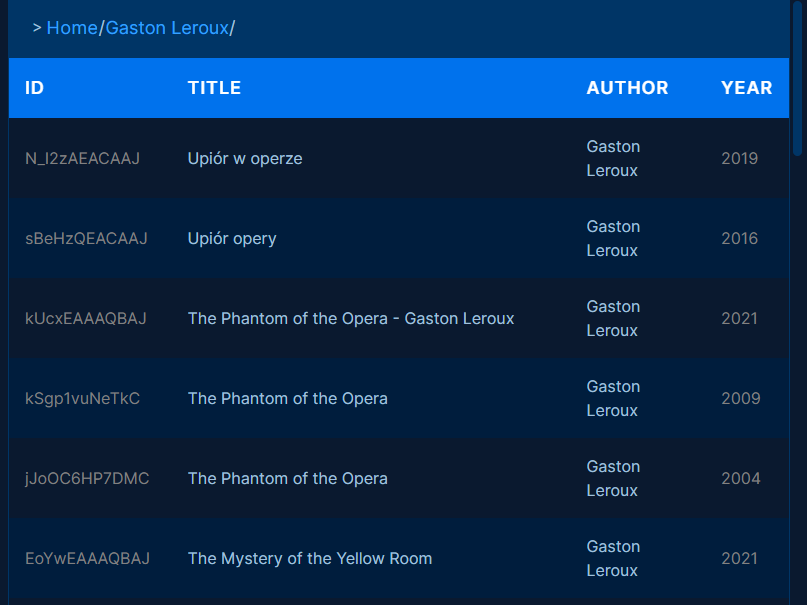 > Home/Gaston Leroux/
ID TITLE AUTHOR YEAR
N_I2zAEACAAJ Upiór w operze Gaston Leroux 2019
sBeHzQEACAAJ Upiór opery Gaston Leroux 2016
kUcxEAAAQBAJ The Phantom of the Opera - Gaston Leroux Gaston Leroux 2021
kSgp1vuNeTkC The Phantom of the Opera Gaston Leroux 2009
jJoOC6HP7DMC The Phantom of the Opera Gaston Leroux 2004
EoYwEAAAQBAJ The Mystery of the Yellow Room Gaston Leroux 2021